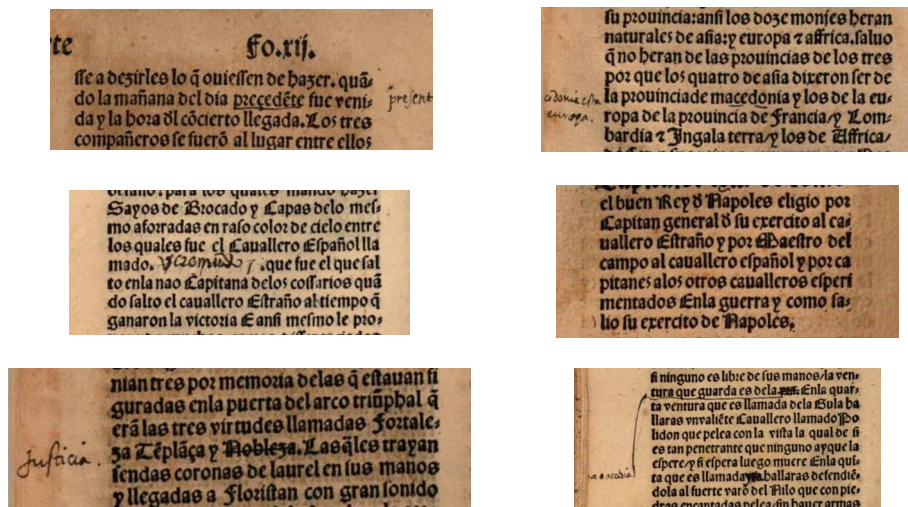 te
Fo.xij.
sse a dezirles lo q̃ ouiessen de hazer. quã-
do la mañana del dia precedẽte fue veni-
present
da y la hora d̃l cõcierto llegada. Los tres
compañeros se fuerõ al lugar entre ellos
su prouincia: ansi los doze monjes heran
naturales de asia: y europa ⁊ affrica. saluo
q̃ no heran de las prouincias de los tres
por que los quatro de asia dixeron ser de
la prouincia de macedonia y los de la eu-
europa.
ropa de la prouincia de Francia/ y Lom-
bardia ⁊ Ingala terra/ y los de Affrica/
Sayos de Brocado y Capas delo mes-
mo aforradas en raso color de cielo entre
los quales fue el Cauallero Español lla
mado. que fue el que sal
to enla nao Capitana delos cossarios quã
do salto el cauallero Estraño al tiempo q̃
ganaron la victoria E ansi mesmo le pro-
el buen Rey d̃ Napoles eligio por
Capitan general d̃ su exercito al ca-
uallero Estraño y por Maestro del
campo al cauallero español y por ca
pitanes alos otros caualleros esperi
mentados Enla guerra y como sa-
lio su exercito de Napoles.
nian tres por memoria delas q̃ estauan fi
guradas enla puerta del arco triũphal q̃
erã las tres virtudes llamadas Fortale-
za Tẽplãça y Nobleza. Las q̃les trayan
Justicia.
sendas coronas de laurel en sus manos
y llegadas a Floristan con gran sonido
si ninguno es libre de sus manos/la ven-
tura que guarda es dela Enla quar-
ta ventura que es llamada dela Gula ha
llaras vn valiẽte Cauallero llamado Po
lidon que pelea con la vista la qual de si
es tan penetrante que ninguno ay que la
espere/y si espera luego muere Enla quĩ-
ta que es llamada hallaras defendiẽ-
dola al fuerte varõ del Nilo que con pie-
dras encantadas pelea/sin hauer armas